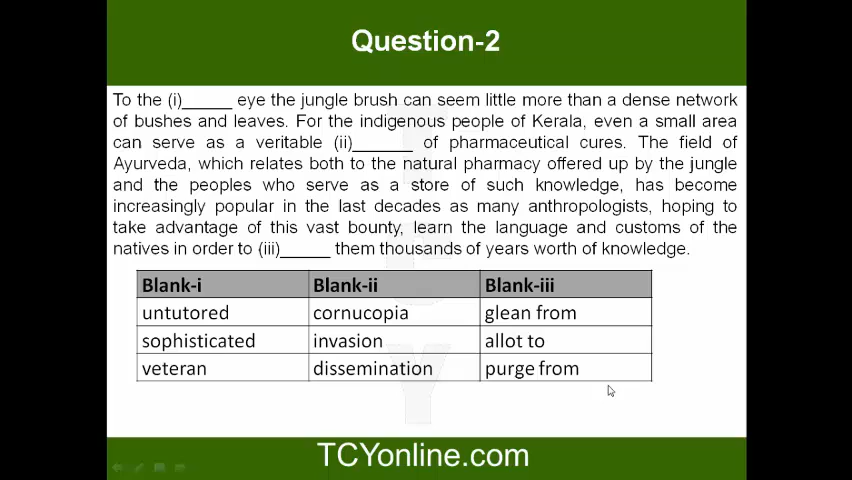 Question-2
To the (i)_____ eye the jungle brush can seem little more than a dense network
of bushes and leaves. For the indigenous people of Kerala, even a small area
can serve as a veritable (ii)______ of pharmaceutical cures. The field of
Ayurveda, which relates both to the natural pharmacy offered up by the jungle
and the peoples who serve as a store of such knowledge, has become
increasingly popular in the last decades as many anthropologists, hoping to
take advantage of this vast bounty, learn the language and customs of the
natives in order to (iii)_____ them thousands of years worth of knowledge.
Blank-i Blank-ii Blank-iii
untutored cornucopia glean from
sophisticated invasion allot to
veteran dissemination purge from
TCYonline.com